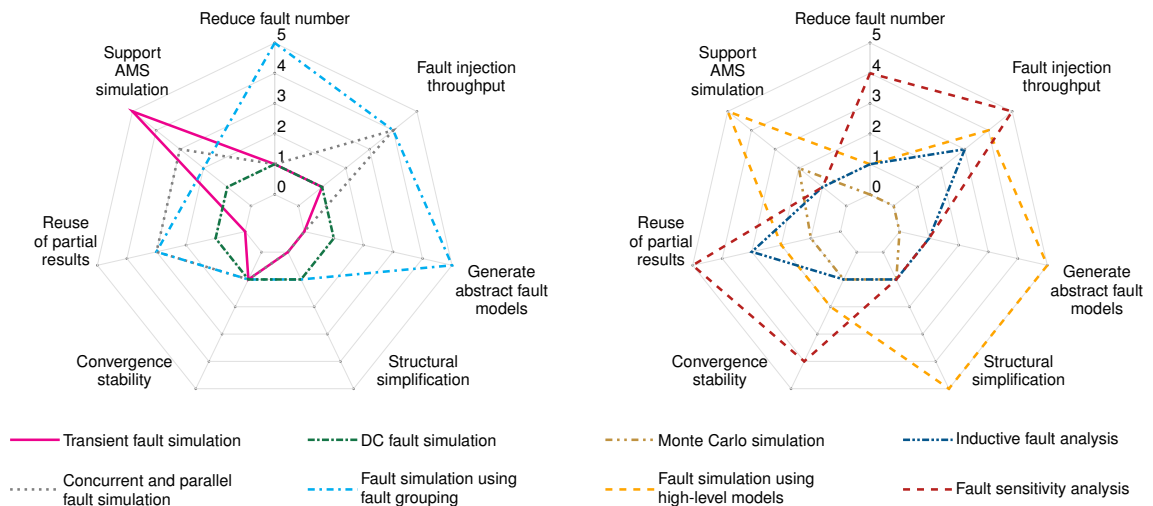 Reduce fault number
5
4
3
2
1
0
Support
AMS
simulation
Fault injection
throughput
Reuse
of partial
results
Generate
abstract fault
models
Convergence
stability
Structural
simplification
Reduce fault number
5
4
3
2
1
0
Support
AMS
simulation
Fault injection
throughput
Reuse
of partial
results
Generate
abstract fault
models
Convergence
stability
Structural
simplification
Transient fault simulation
DC fault simulation
Monte Carlo simulation
Inductive fault analysis
Concurrent and parallel
fault simulation
Fault simulation using
fault grouping
Fault simulation using
high-level models
Fault sensitivity analysis